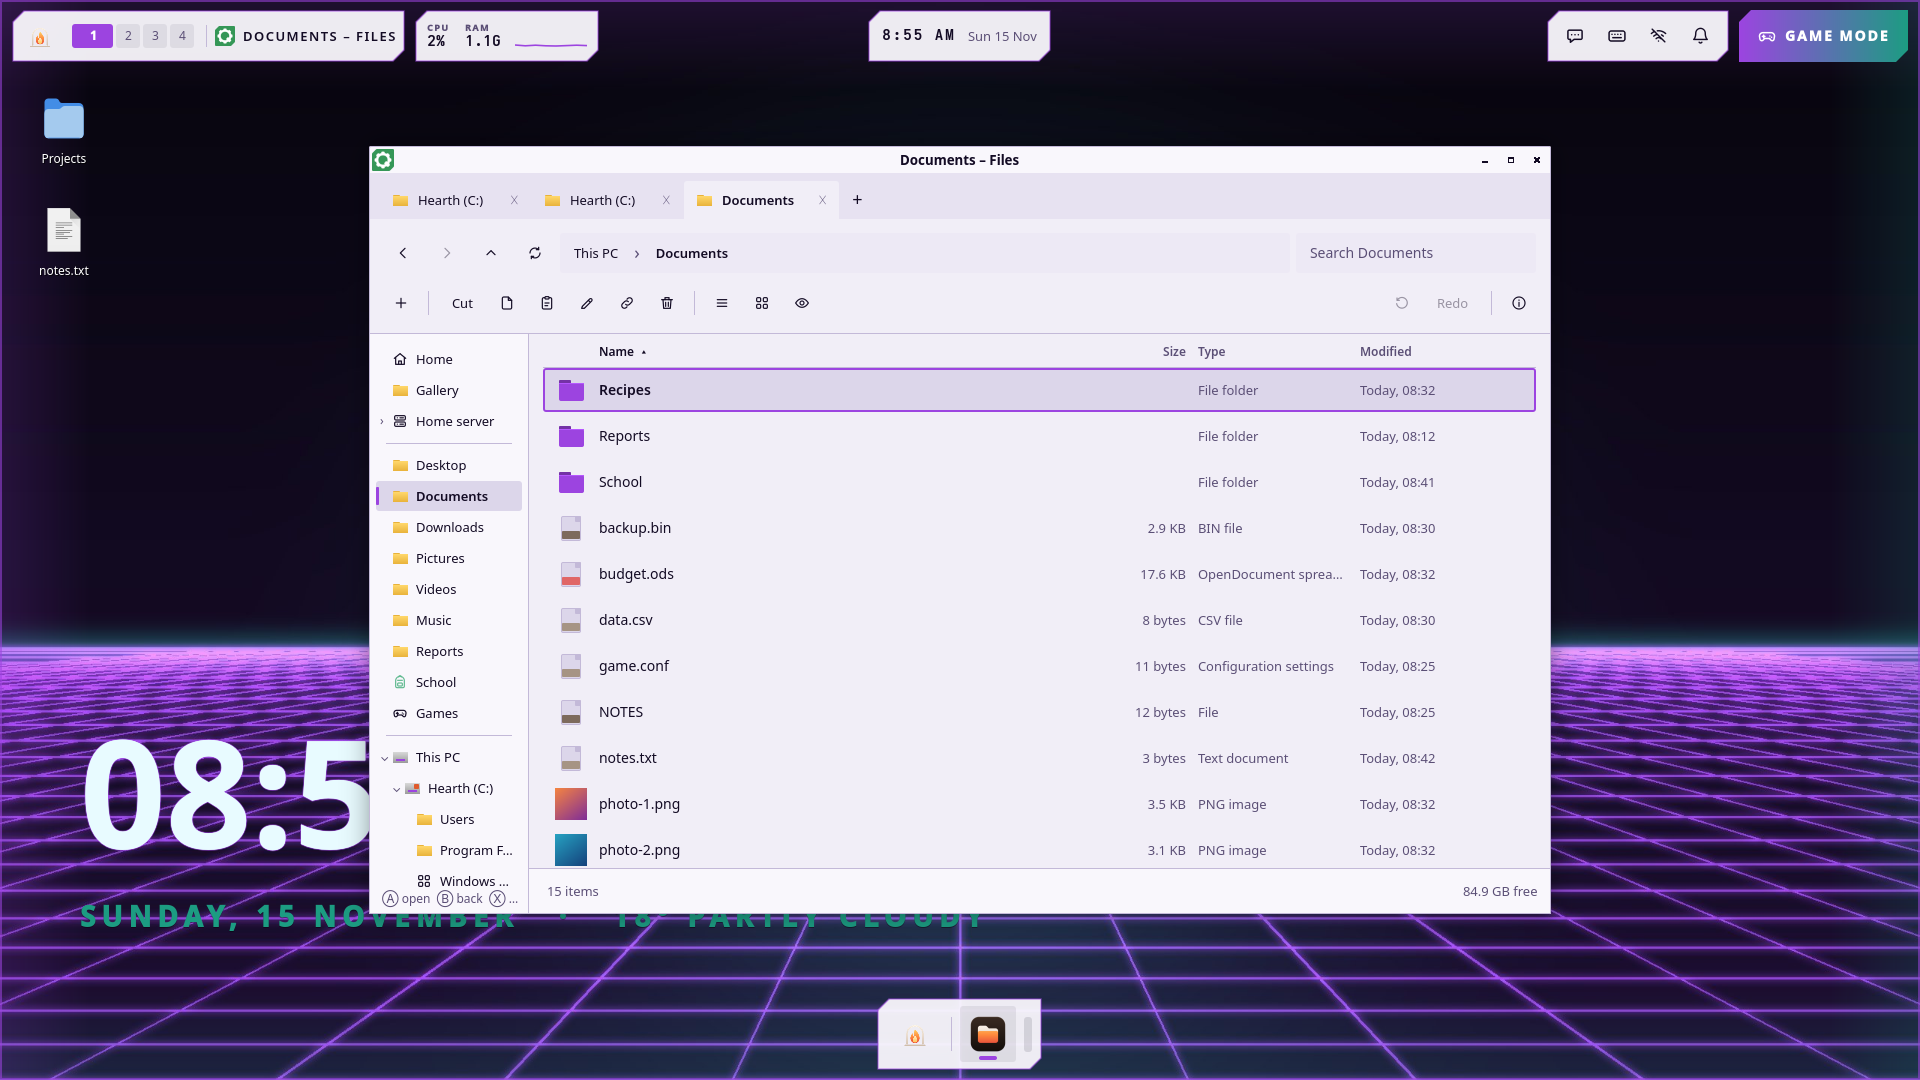 1 2 3 4 DOCUMENTS – FILES
CPU 2% RAM 1.1G
8:55 AM Sun 15 Nov
GAME MODE
Projects
notes.txt
Documents – Files
Hearth (C:) X Hearth (C:) X Documents X +
This PC › Documents
Search Documents
Cut
Redo
Home
Gallery
Home server
Desktop
Documents
Downloads
Pictures
Videos
Music
Reports
School
Games
This PC
Hearth (C:)
Users
Program F...
Windows ...
A open B back X ...
Name Size Type Modified
Recipes File folder Today, 08:32
Reports File folder Today, 08:12
School File folder Today, 08:41
backup.bin 2.9 KB BIN file Today, 08:30
budget.ods 17.6 KB OpenDocument sprea... Today, 08:32
data.csv 8 bytes CSV file Today, 08:30
game.conf 11 bytes Configuration settings Today, 08:25
NOTES 12 bytes File Today, 08:25
notes.txt 3 bytes Text document Today, 08:42
photo-1.png 3.5 KB PNG image Today, 08:32
photo-2.png 3.1 KB PNG image Today, 08:32
15 items 84.9 GB free
08:5
SUNDAY, 15 NOVEMBER · 18° PARTLY CLOUDY